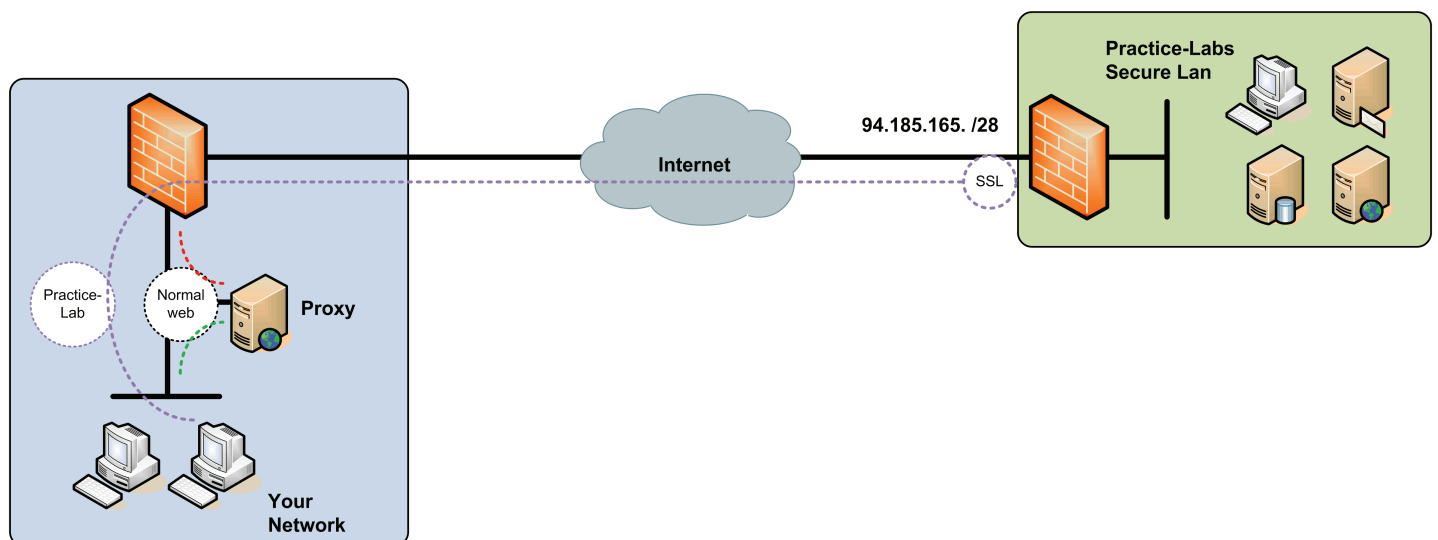 Practice-Labs
Secure Lan
94.185.165. /28
Internet
SSL
Practice-
Lab
Normal
web
Proxy
Your
Network